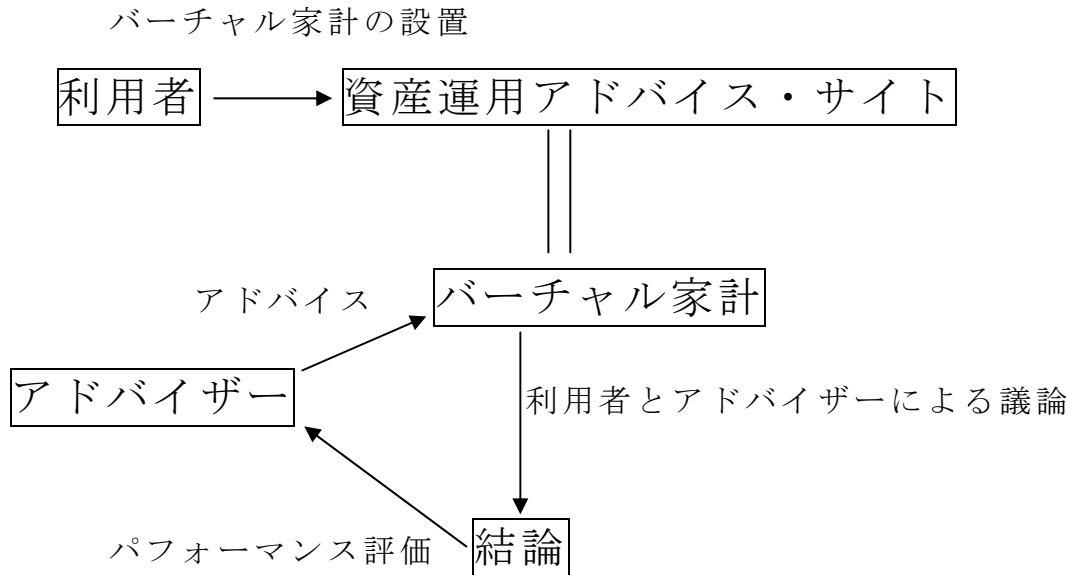 バーチャル家計の設置
利用者
資産運用アドバイス・サイト
アドバイス
バーチャル家計
アドバイザー
利用者とアドバイザーによる議論
パフォーマンス評価
結論